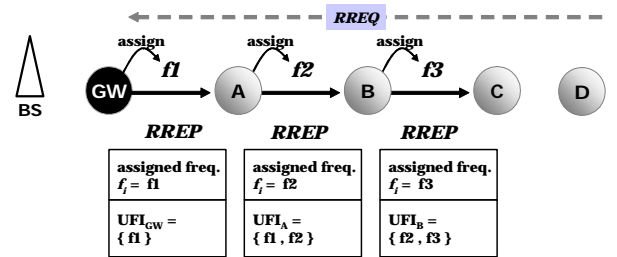 RREQ
assign
assign
assign
f1
f2
f3
BS
GW
A
B
C
D
RREP
RREP
RREP
assigned freq.
fi = f1
UFIGW =
{ f1 }
assigned freq.
fi = f2
UFIA =
{ f1 , f2 }
assigned freq.
fi = f3
UFIB =
{ f2 , f3 }